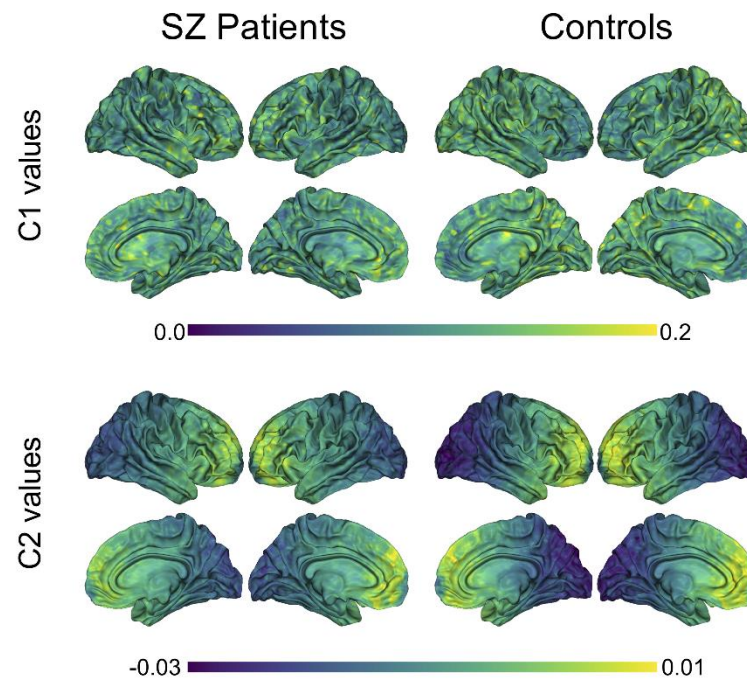 SZ Patients Controls
C1 values
0.0 0.2
C2 values
-0.03 0.01